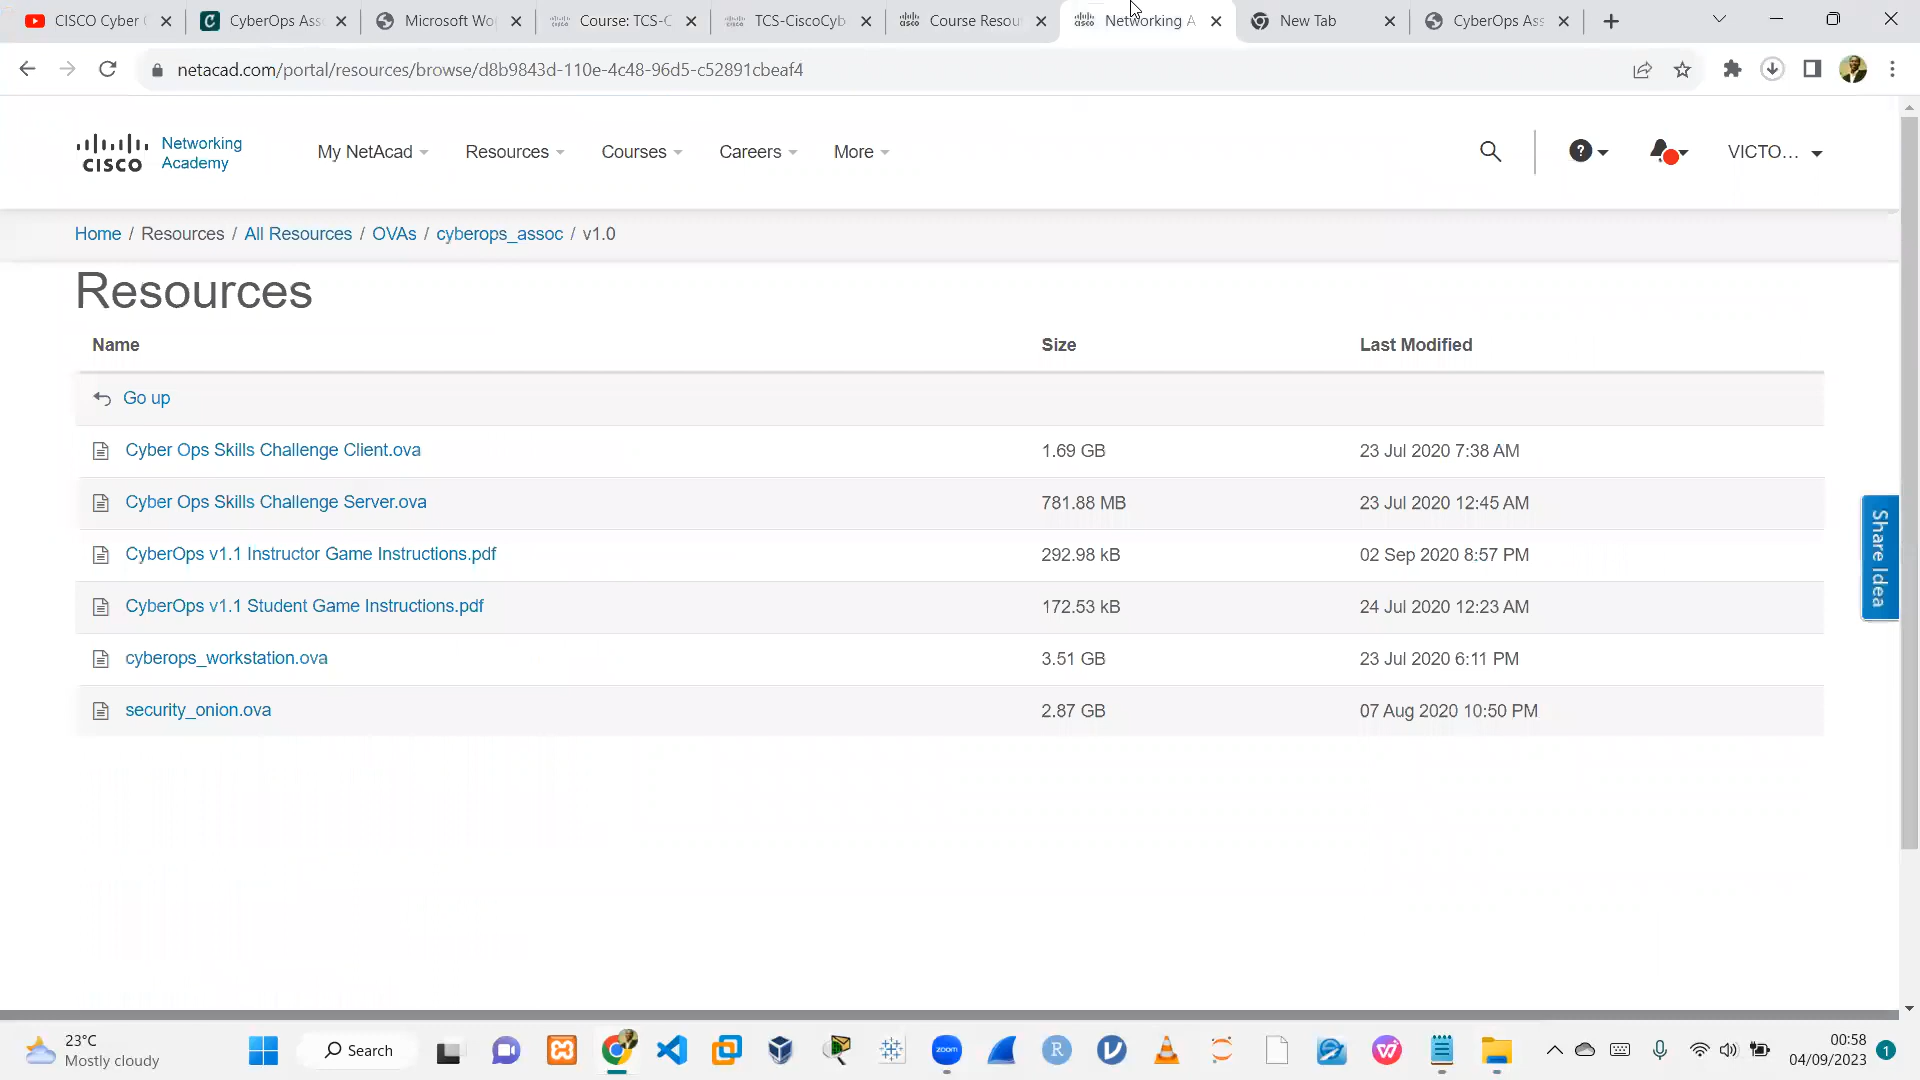 CISCO Cyber
CyberOps Ass
Microsoft Wo
Course: TCS-C
TCS-CiscoCyb
Course Resou
Networking A
New Tab
CyberOps Ass
netacad.com/portal/resources/browse/d8b9843d-110e-4c48-96d5-c52891cbeaf4
cisco
Networking
Academy
My NetAcad
Resources
Courses
Careers
More
VICTO...
Home / Resources / All Resources / OVAs / cyberops_assoc / v1.0
Resources
Name Size Last Modified
Go up
Cyber Ops Skills Challenge Client.ova 1.69 GB 23 Jul 2020 7:38 AM
Cyber Ops Skills Challenge Server.ova 781.88 MB 23 Jul 2020 12:45 AM
CyberOps v1.1 Instructor Game Instructions.pdf 292.98 kB 02 Sep 2020 8:57 PM
CyberOps v1.1 Student Game Instructions.pdf 172.53 kB 24 Jul 2020 12:23 AM
cyberops_workstation.ova 3.51 GB 23 Jul 2020 6:11 PM
security_onion.ova 2.87 GB 07 Aug 2020 10:50 PM
Share Idea
23°C
Mostly cloudy
Search
zoom
R
00:58
04/09/2023
1